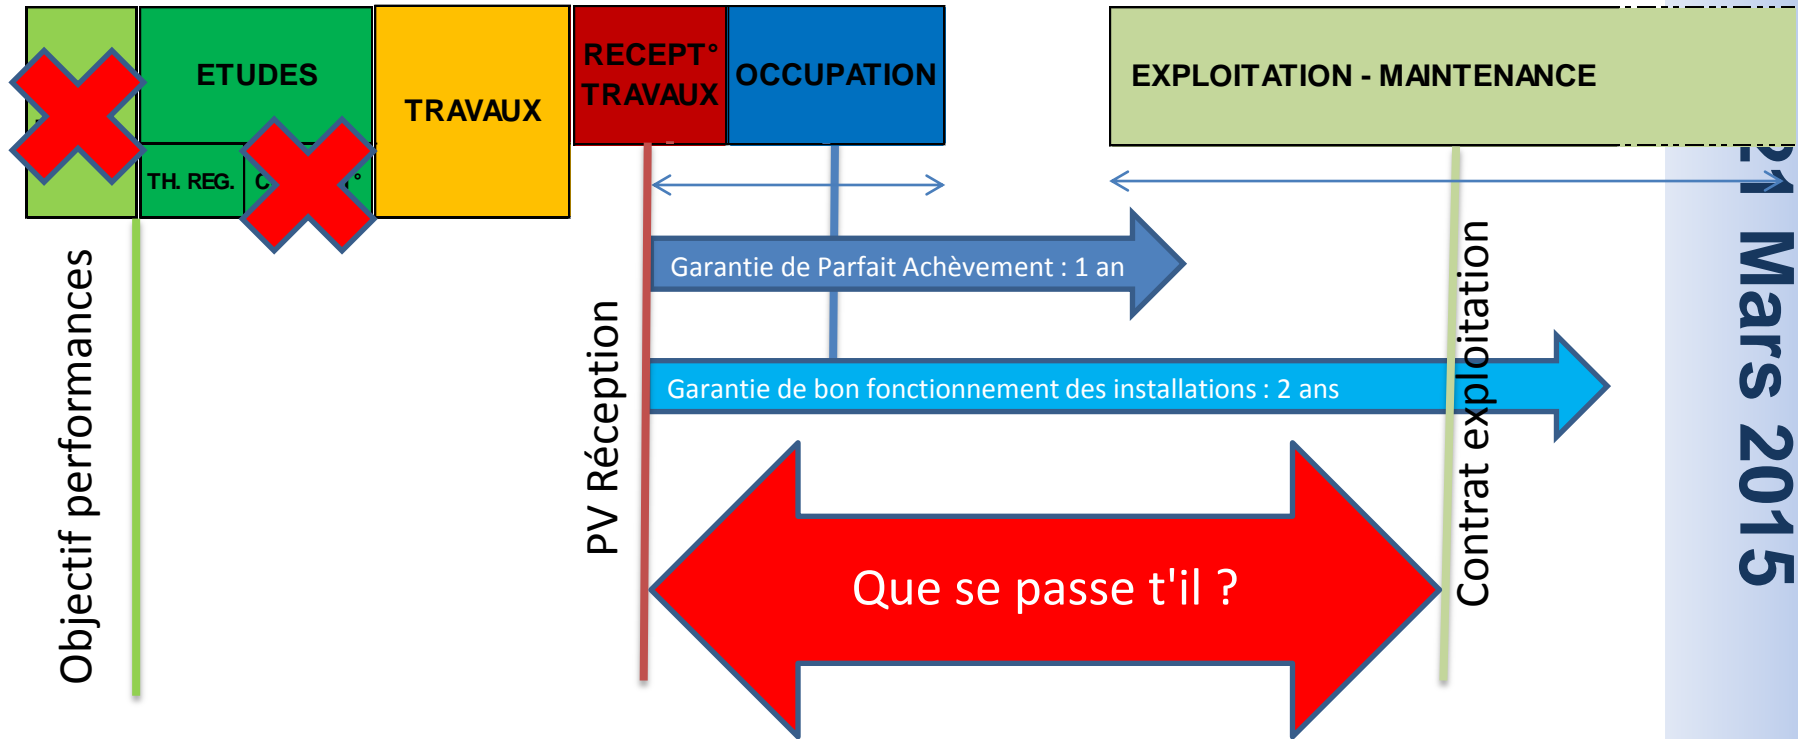 ETUDES
TH. REG.
TRAVAUX
RECEPT°
TRAVAUX
OCCUPATION
EXPLOITATION - MAINTENANCE
Garantie de Parfait Achèvement : 1 an
Garantie de bon fonctionnement des installations : 2 ans
Que se passe t'il ?
Objectif performances
PV Réception
Contrat exploitation
21 Mars 2015